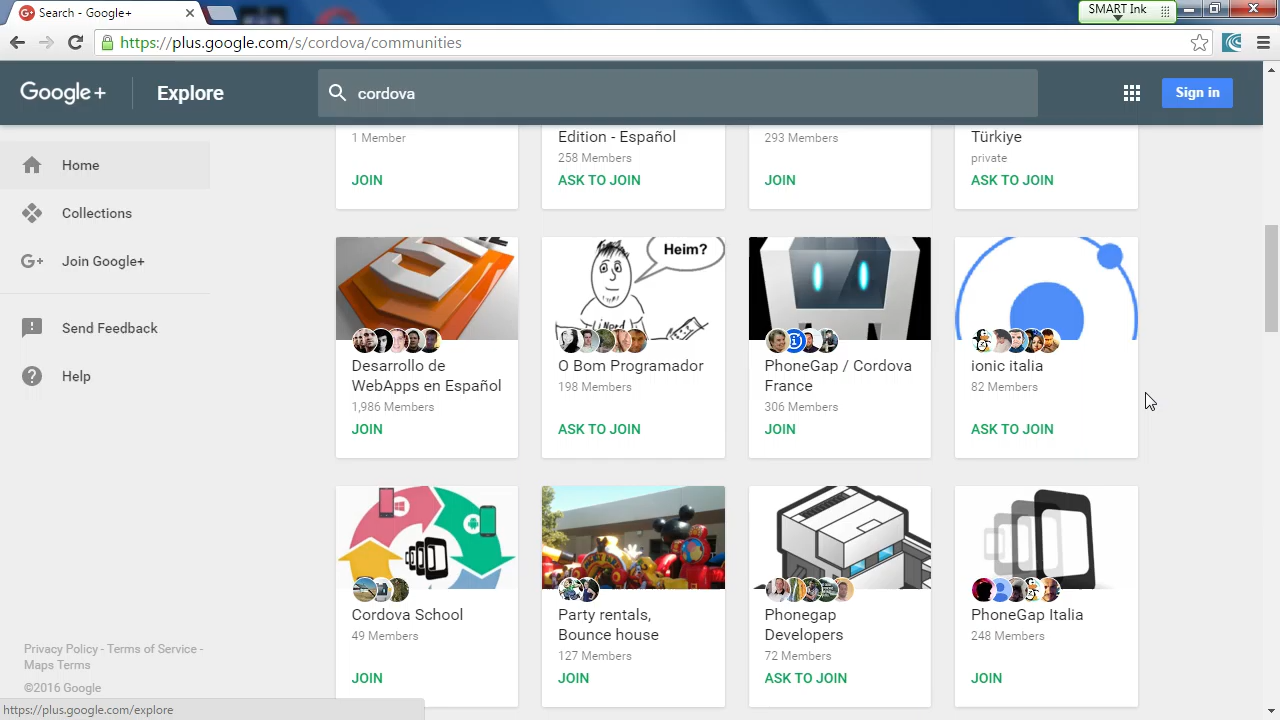 Search - Google+
SMART Ink
https://plus.google.com/s/cordova/communities
Google+
Explore
cordova
Sign in
Home
Collections
Join Google+
Send Feedback
Help
Privacy Policy - Terms of Service -
Maps Terms
©2016 Google
https://plus.google.com/explore
1 Member
JOIN
Edition - Español
258 Members
ASK TO JOIN
293 Members
JOIN
Türkiye
private
ASK TO JOIN
Desarrollo de
WebApps en Español
1,986 Members
JOIN
Heim?
I Need
O Bom Programador
198 Members
ASK TO JOIN
PhoneGap / Cordova
France
306 Members
JOIN
ionic italia
82 Members
ASK TO JOIN
Cordova School
49 Members
JOIN
Party rentals,
Bounce house
127 Members
JOIN
Phonegap
Developers
72 Members
ASK TO JOIN
PhoneGap Italia
248 Members
JOIN